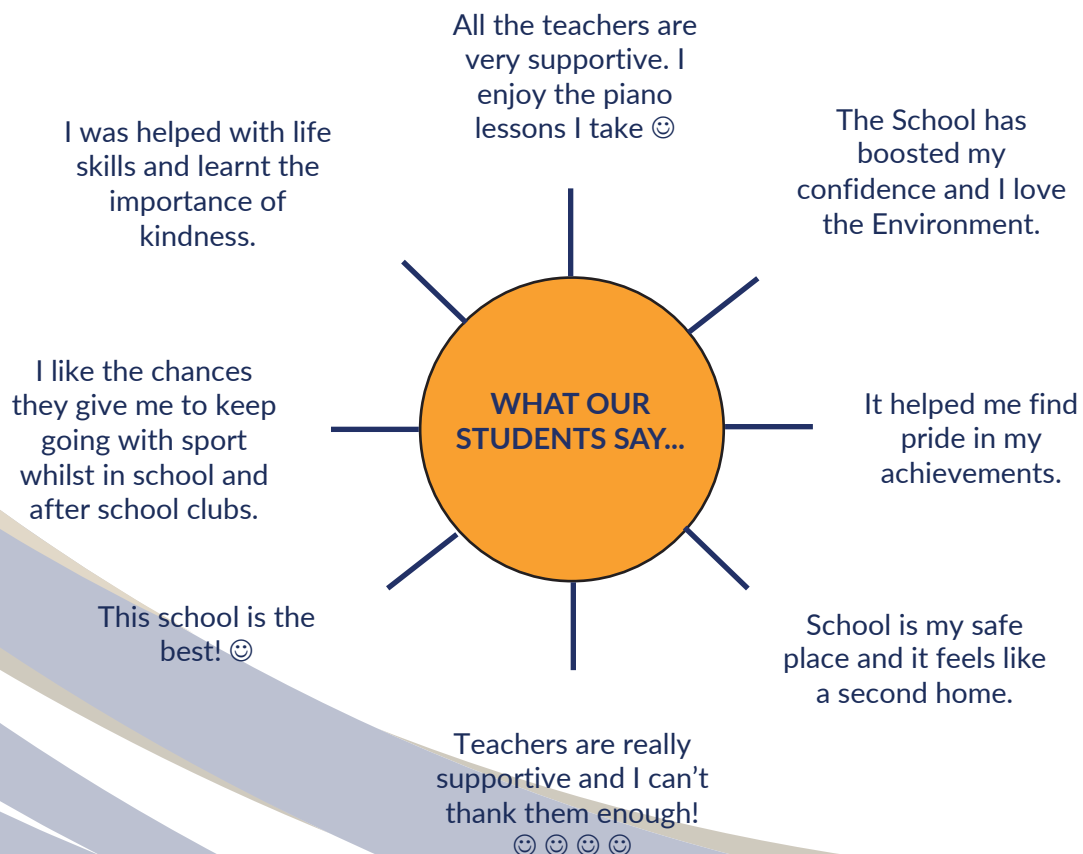 All the teachers are
very supportive. I
enjoy the piano
lessons I take ☺
I was helped with life
skills and learnt the
importance of
kindness.
The School has
boosted my
confidence and I love
the Environment.
I like the chances
they give me to keep
going with sport
whilst in school and
after school clubs.
WHAT OUR
STUDENTS SAY...
It helped me find
pride in my
achievements.
This school is the
best! ☺
School is my safe
place and it feels like
a second home.
Teachers are really
supportive and I can't
thank them enough!
☺ ☺ ☺ ☺